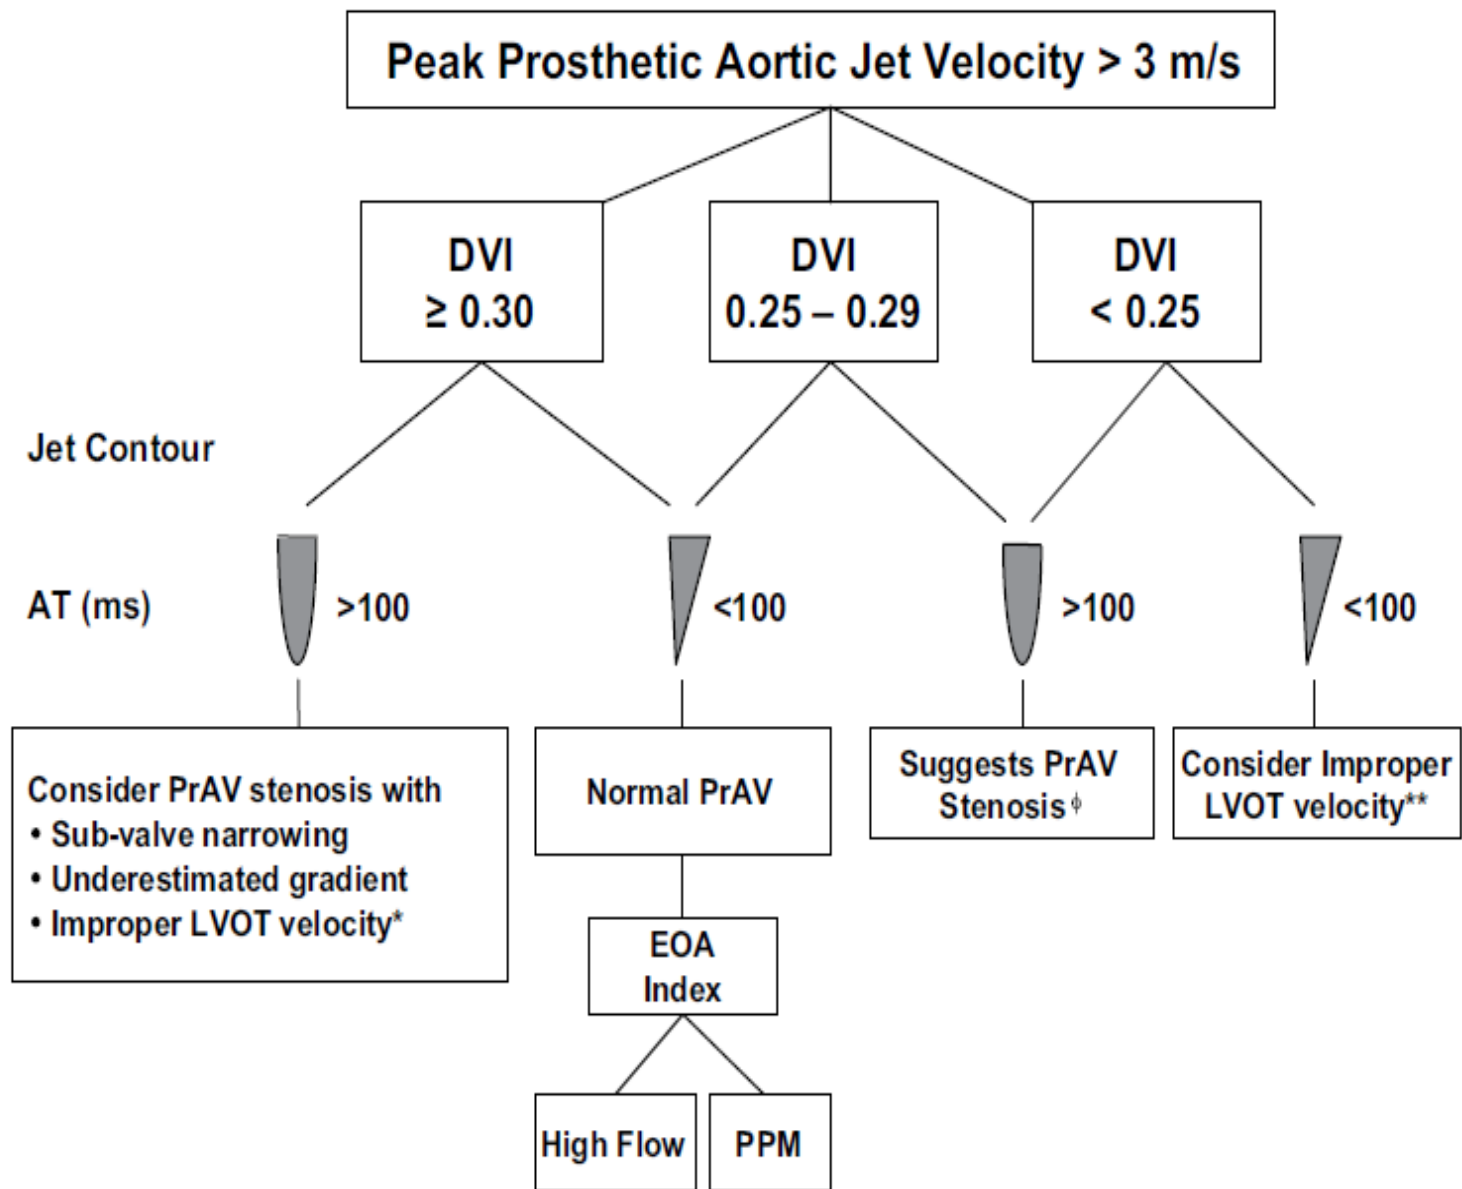 Peak Prosthetic Aortic Jet Velocity > 3 m/s
DVI
≥ 0.30
DVI
0.25 – 0.29
DVI
< 0.25
Jet Contour
AT (ms)
>100
<100
>100
<100
Consider PrAV stenosis with
• Sub-valve narrowing
• Underestimated gradient
• Improper LVOT velocity*
Normal PrAV
Suggests PrAV
Stenosisᶲ
Consider Improper
LVOT velocity**
EOA
Index
High Flow
PPM